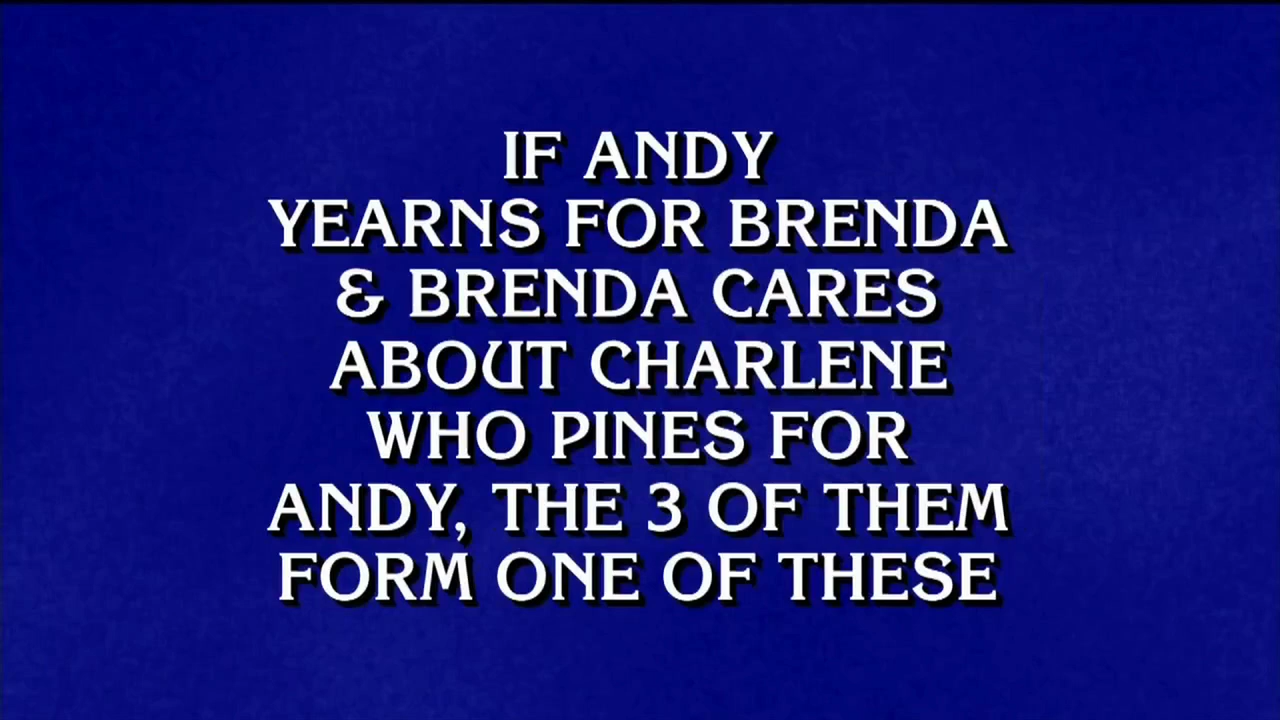 IF ANDY
YEARNS FOR BRENDA
& BRENDA CARES
ABOUT CHARLENE
WHO PINES FOR
ANDY, THE 3 OF THEM
FORM ONE OF THESE